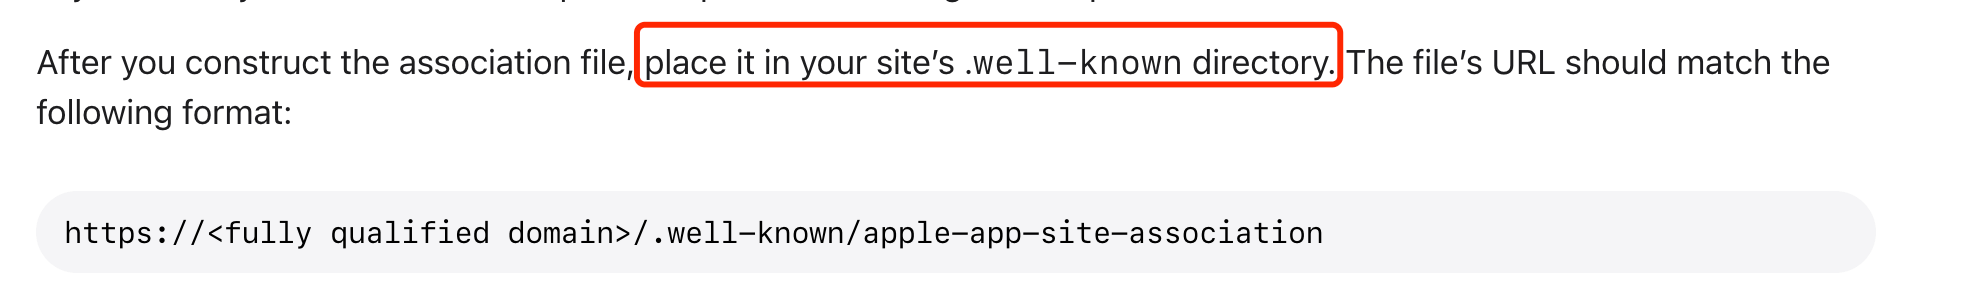 After you construct the association file, place it in your site’s .well-known directory. The file’s URL should match the
following format:
https://<fully qualified domain>/.well-known/apple-app-site-association